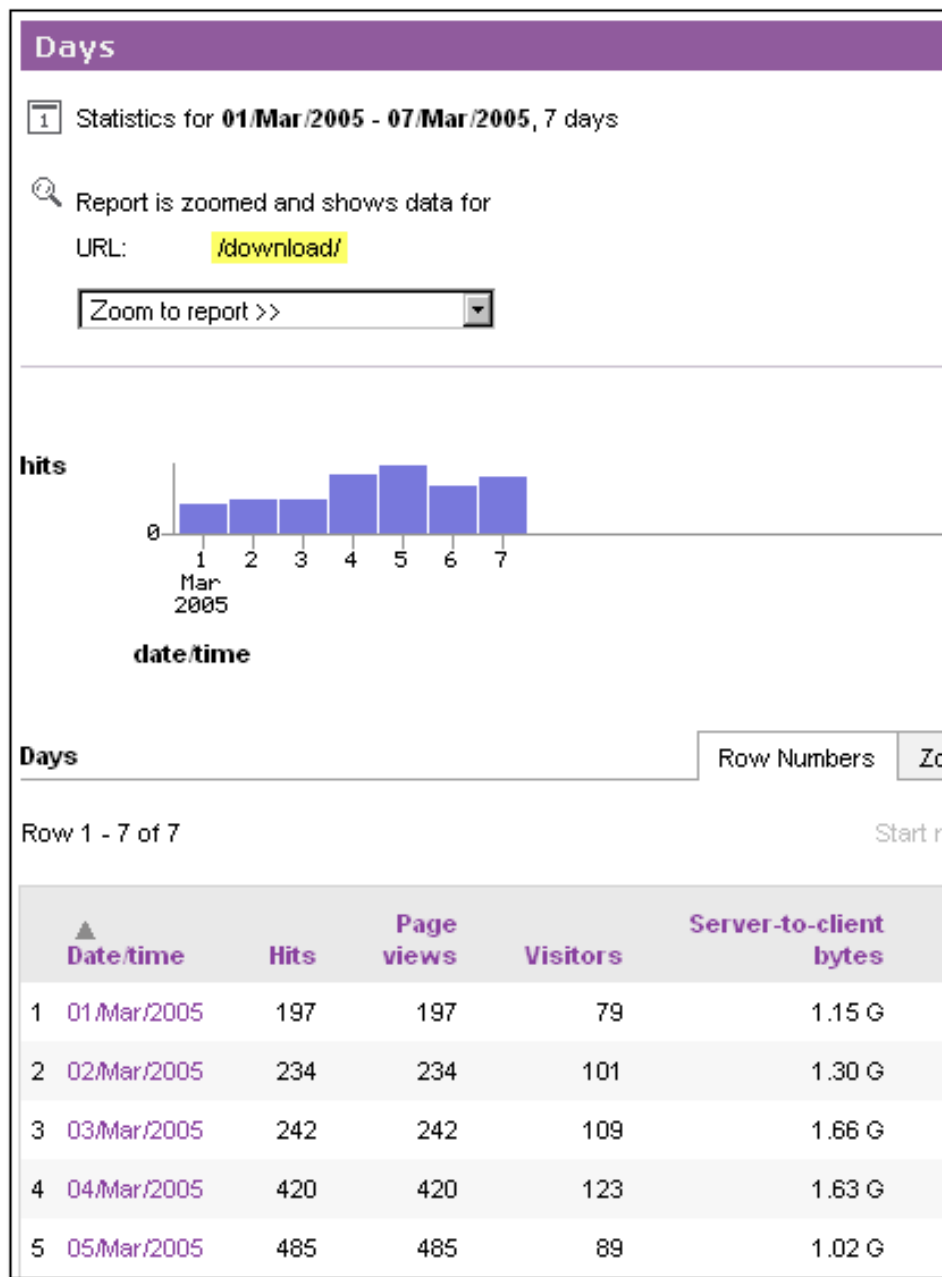 Days
1 Statistics for 01/Mar/2005 - 07/Mar/2005, 7 days
Report is zoomed and shows data for
URL: /download/
Zoom to report >>
hits
0
1 2 3 4 5 6 7
Mar
2005
date/time
Days Row Numbers
Row 1 - 7 of 7 Start
Page Server-to-client
Date/time Hits views Visitors bytes
1 01/Mar/2005 197 197 79 1.15 G
2 02/Mar/2005 234 234 101 1.30 G
3 03/Mar/2005 242 242 109 1.66 G
4 04/Mar/2005 420 420 123 1.63 G
5 05/Mar/2005 485 485 89 1.02 G